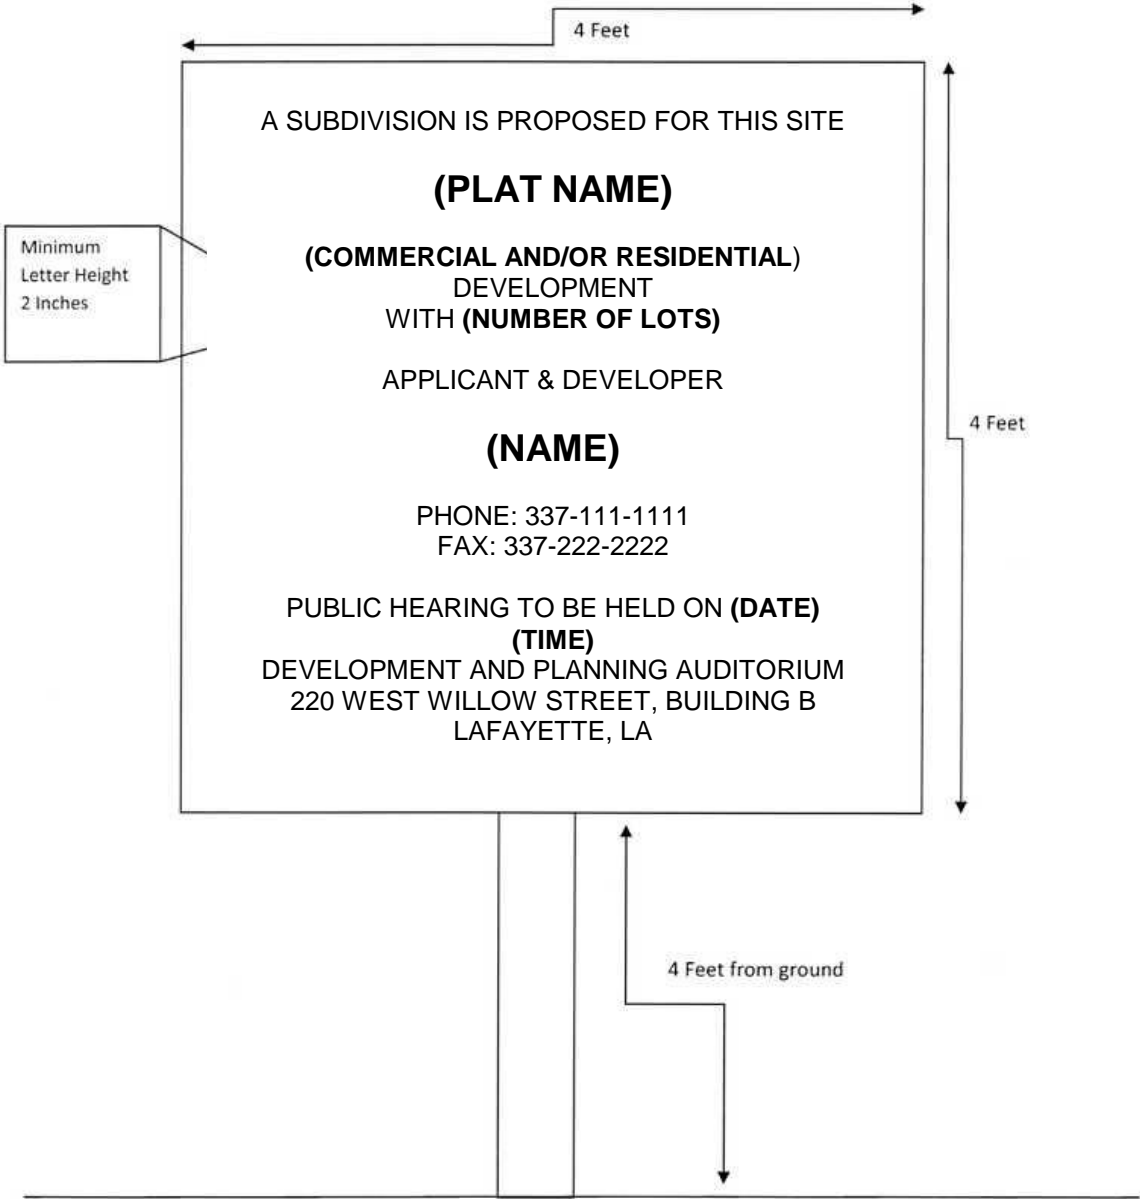 4 Feet
A SUBDIVISION IS PROPOSED FOR THIS SITE
(PLAT NAME)
Minimum
Letter Height
2 Inches
(COMMERCIAL AND/OR RESIDENTIAL)
DEVELOPMENT
WITH (NUMBER OF LOTS)
APPLICANT & DEVELOPER
4 Feet
(NAME)
PHONE: 337-111-1111
FAX: 337-222-2222
PUBLIC HEARING TO BE HELD ON (DATE)
(TIME)
DEVELOPMENT AND PLANNING AUDITORIUM
220 WEST WILLOW STREET, BUILDING B
LAFAYETTE, LA
4 Feet from ground